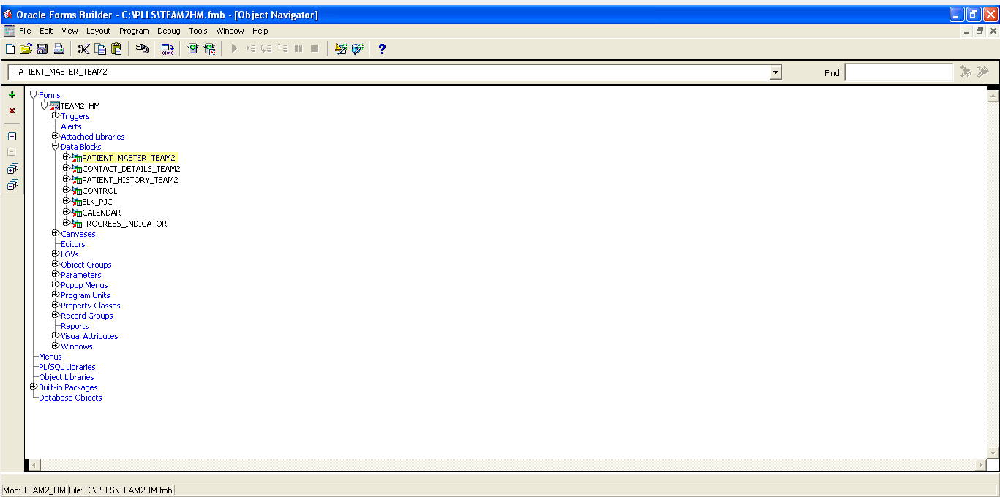 Oracle Forms Builder - C:\PLLS\TEAM2HM.fmb - [Object Navigator]
File Edit View Layout Program Debug Tools Window Help
PATIENT_MASTER_TEAM2 Find:
Forms
TEAM2_HM
Triggers
Alerts
Attached Libraries
Data Blocks
PATIENT_MASTER_TEAM2
CONTACT_DETAILS_TEAM2
PATIENT_HISTORY_TEAM2
CONTROL
BLK_PJC
CALENDAR
PROGRESS_INDICATOR
Canvases
Editors
LOVs
Object Groups
Parameters
Popup Menus
Program Units
Property Classes
Record Groups
Reports
Visual Attributes
Windows
Menus
PL/SQL Libraries
Object Libraries
Built-in Packages
Database Objects
Mod: TEAM2_HM File: C:\PLLS\TEAM2HM.fmb